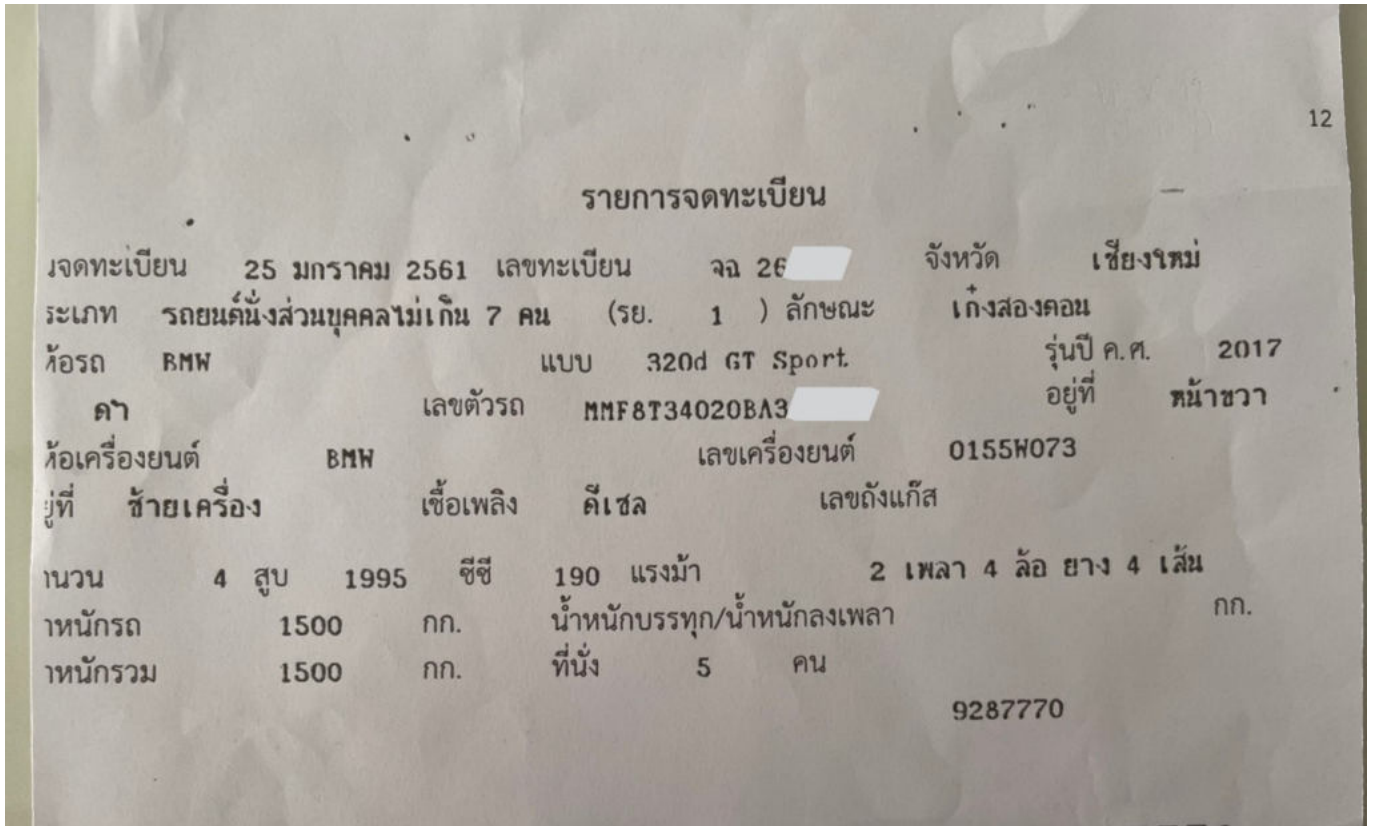 12
รายการจดทะเบียน
จดทะเบียน 25 มกราคม 2561 เลขทะเบียน จฉ 26 จังหวัด เชียงใหม่
ระเภท รถยนต์นั่งส่วนบุคคลไม่เกิน 7 คน (รย. 1 ) ลักษณะ เก๋งสองตอน
ห้อรถ BMW แบบ 320d GT Sport รุ่นปี ค.ศ. 2017
ดำ เลขตัวรถ MMF8T34020BA3 อยู่ที่ หน้าขวา
ห้อเครื่องยนต์ BMW เลขเครื่องยนต์ 0155W073
ยู่ที่ ซ้ายเครื่อง เชื้อเพลิง ดีเซล เลขถังแก๊ส
านวน 4 สูบ 1995 ซีซี 190 แรงม้า 2 เพลา 4 ล้อ ยาง 4 เส้น
าหนักรถ 1500 กก. น้ำหนักบรรทุก/น้ำหนักลงเพลา กก.
าหนักรวม 1500 กก. ที่นั่ง 5 คน
9287770